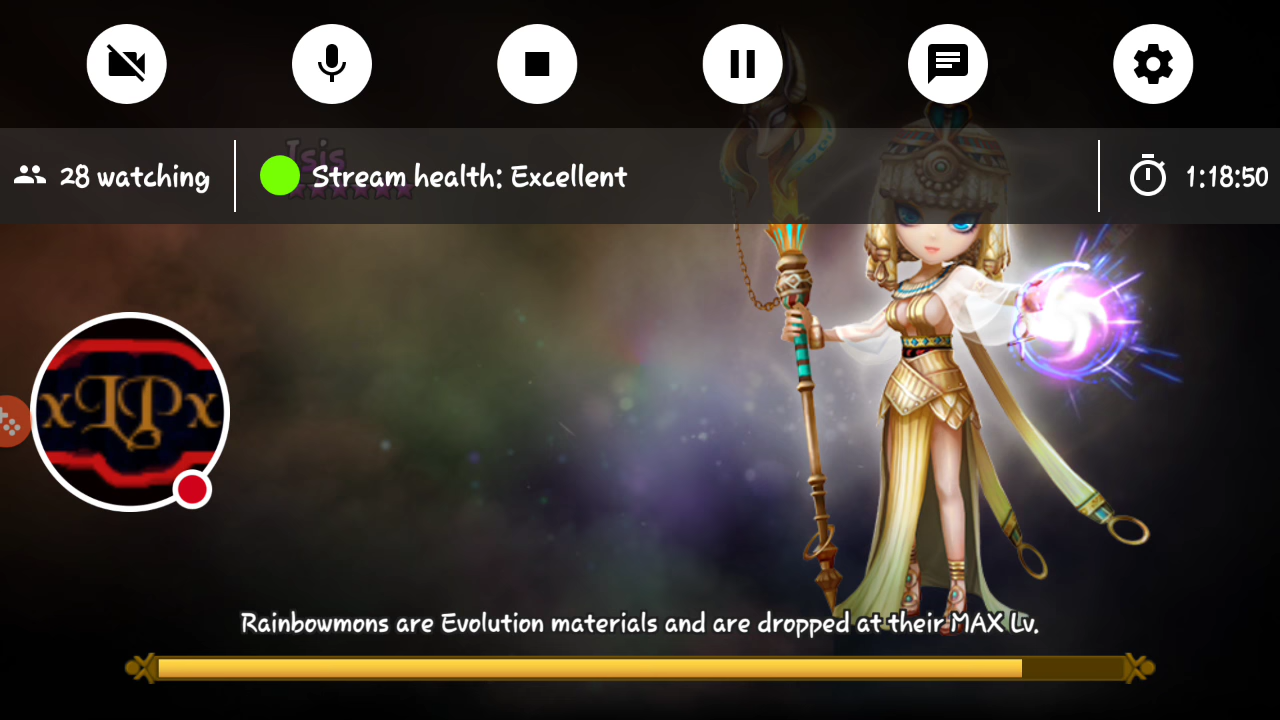 28 watching
Isis
Stream health: Excellent
1:18:50
xLPx
Rainbowmons are Evolution materials and are dropped at their MAX Lv.